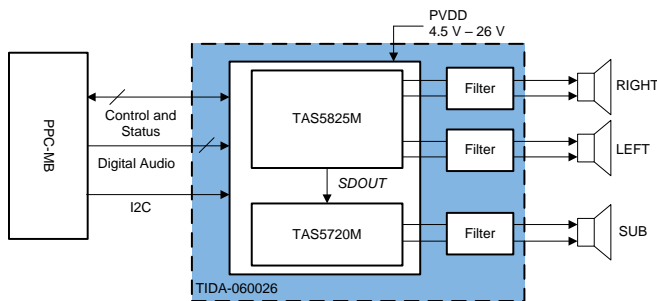 PVDD
4.5 V – 26 V
PPC-MB
Control and
Status
Digital Audio
I2C
TAS5825M
SDOUT
TAS5720M
Filter
RIGHT
Filter
LEFT
Filter
SUB
TIDA-060026